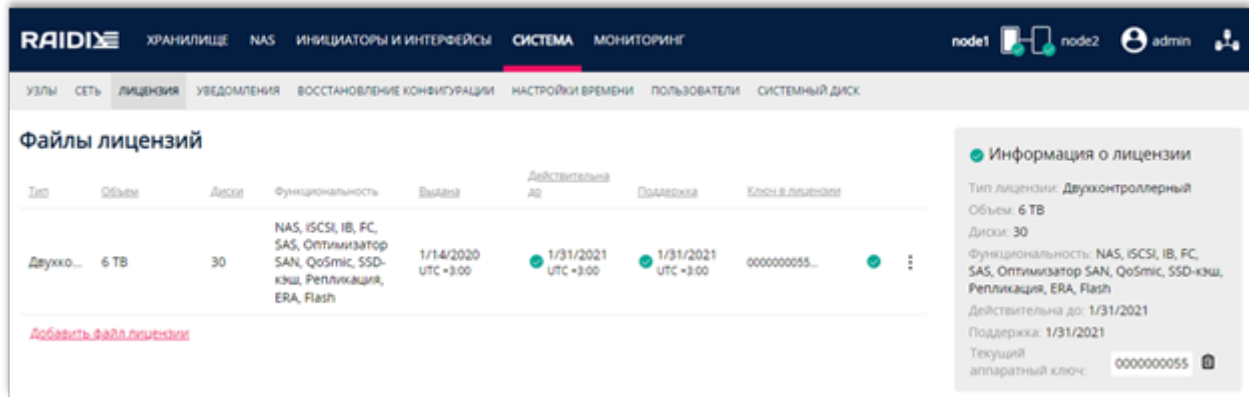 RAIDIX ХРАНИЛИЩЕ NAS ИНИЦИАТОРЫ И ИНТЕРФЕЙСЫ СИСТЕМА МОНИТОРИНГ node1 node2 admin
УЗЛЫ СЕТЬ ЛИЦЕНЗИЯ УВЕДОМЛЕНИЯ ВОССТАНОВЛЕНИЕ КОНФИГУРАЦИИ НАСТРОЙКИ ВРЕМЕНИ ПОЛЬЗОВАТЕЛИ СИСТЕМНЫЙ ДИСК
Файлы лицензий
Тип Объем Диски Функциональность Выдана Действительна до Поддержка Ключ в лицензии
Двухко... 6 TB 30
NAS, iSCSI, IB, FC,
SAS, Оптимизатор
SAN, QoSmic, SSD-
кэш, Репликация,
ERA, Flash
1/14/2020
UTC +3:00
1/31/2021
UTC +3:00
1/31/2021
UTC +3:00
0000000055...
Добавить файл лицензии
Информация о лицензии
Тип лицензии: Двухконтроллерный
Объем: 6 TB
Диски: 30
Функциональность: NAS, iSCSI, IB, FC,
SAS, Оптимизатор SAN, QoSmic, SSD-кэш,
Репликация, ERA, Flash
Действительна до: 1/31/2021
Поддержка: 1/31/2021
Текущий
аппаратный ключ: 0000000055